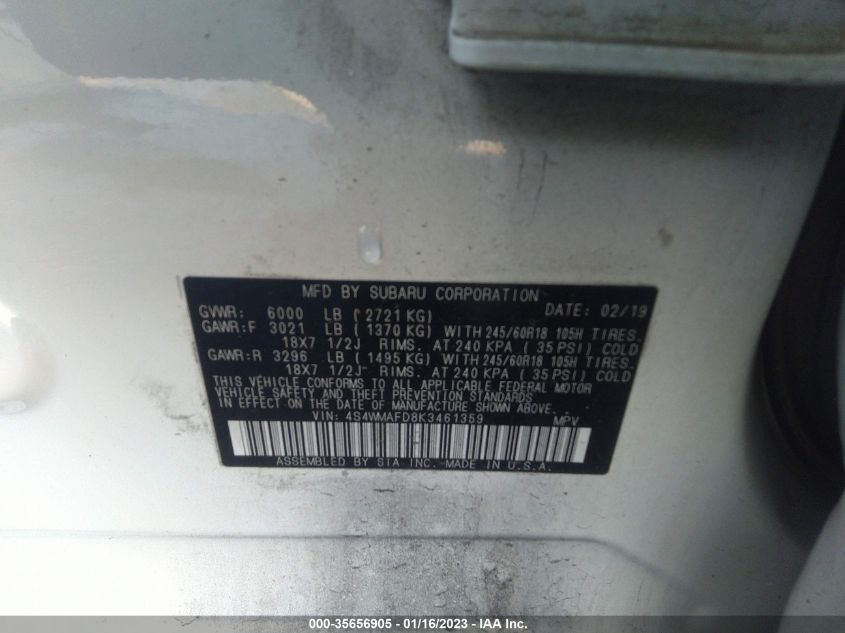 MFD BY SUBARU CORPORATION
GVWR: 6000 LB ( 2721 KG) DATE: 02/19
GAWR:F 3021 LB ( 1370 KG) WITH 245/60R18 105H TIRES.
18X7 1/2J RIMS. AT 240 KPA ( 35 PSI) COLD
GAWR:R 3296 LB ( 1495 KG) WITH 245/60R18 105H TIRES.
18X7 1/2J RIMS. AT 240 KPA ( 35 PSI) COLD
THIS VEHICLE CONFORMS TO ALL APPLICABLE FEDERAL MOTOR
VEHICLE SAFETY AND THEFT PREVENTION STANDARDS
IN EFFECT ON THE DATE OF MANUFACTURE SHOWN ABOVE.
VIN: 4S4WMAFD8K3461359 MPV
ASSEMBLED BY SIA INC. MADE IN U.S.A.
000-35656905 - 01/16/2023 - IAA Inc.